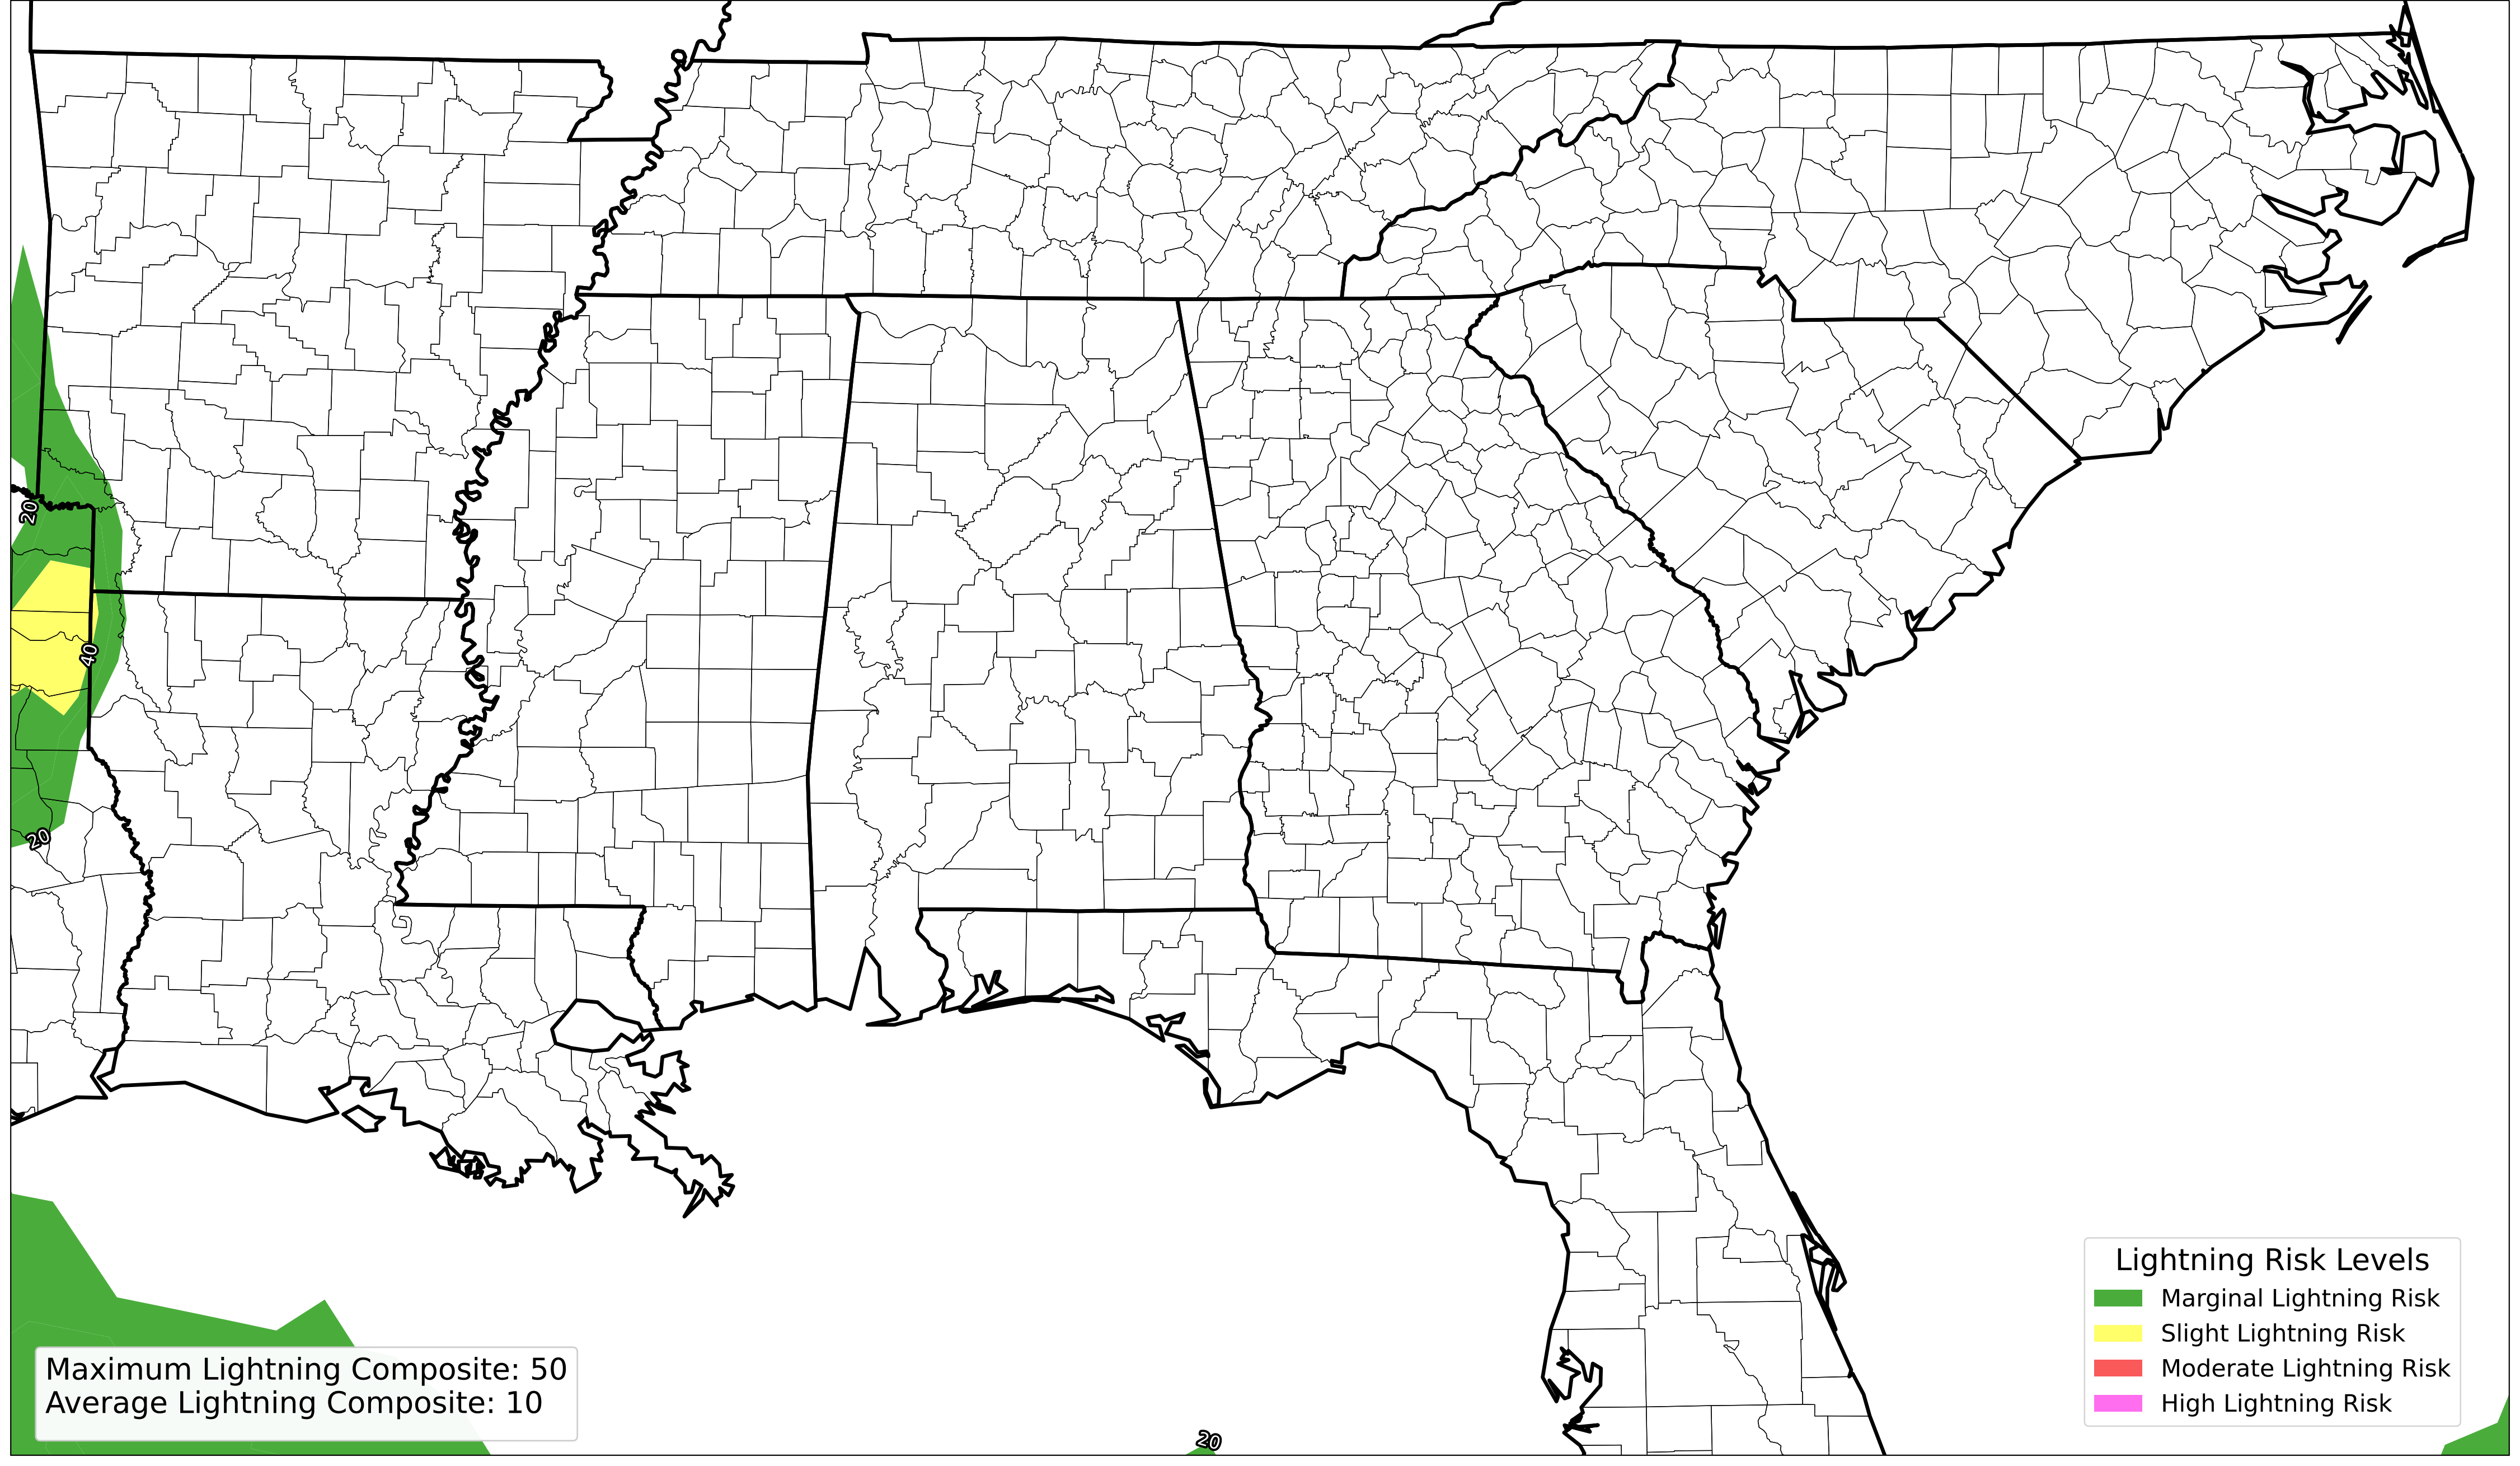 20
40
20
Lightning Risk Levels
Marginal Lightning Risk
Slight Lightning Risk
Moderate Lightning Risk
High Lightning Risk
Maximum Lightning Composite: 50
Average Lightning Composite: 10
20